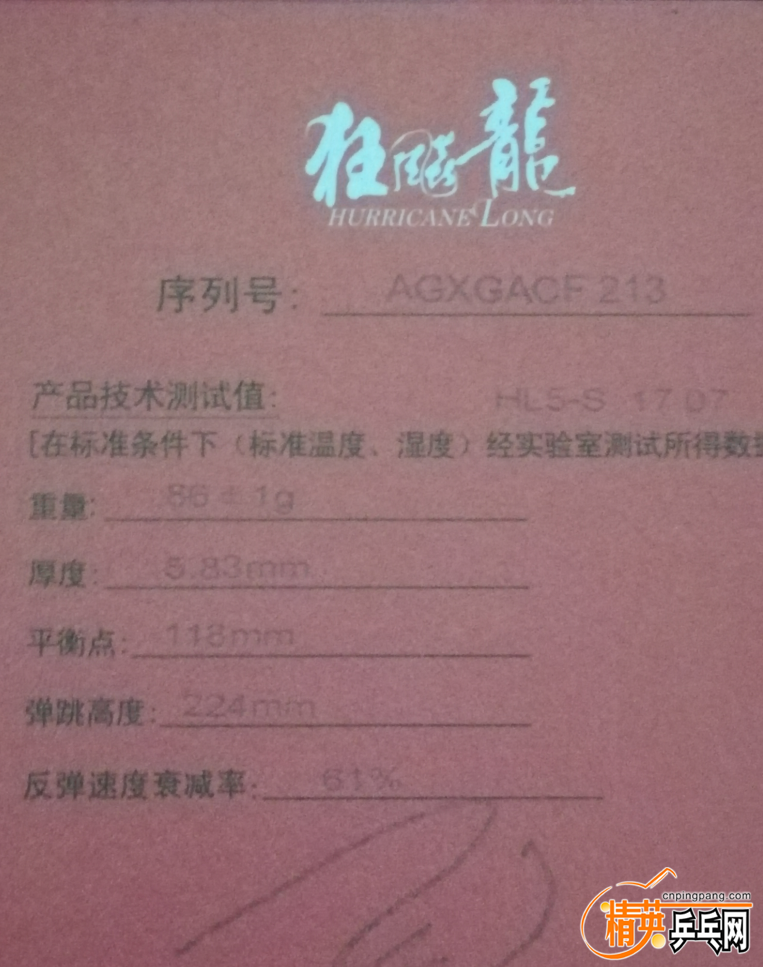 狂飚龍
HURRICANE LONG
序列号: AGXGACF 213
产品技术测试值: HL5-S 17 07
[在标准条件下（标准温度、湿度）经实验室测试所得数据
重量: 86±1g
厚度: 5.83mm
平衡点: 118mm
弹跳高度: 224mm
反弹速度衰减率: 61%
cnpingpang.com
精英乒乓网